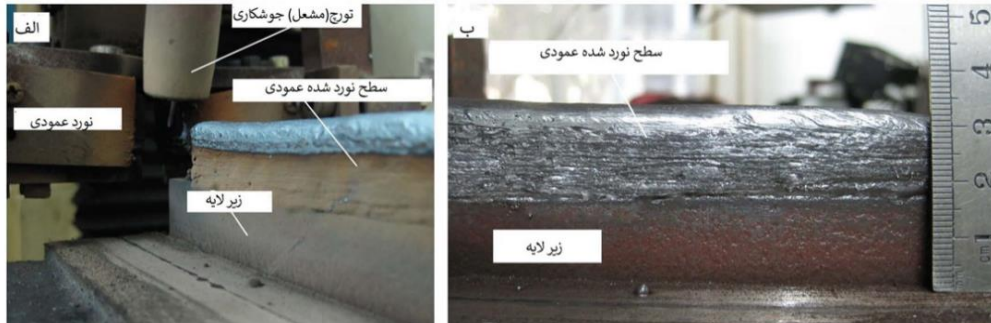 الف
تورچ(مشعل) جوشکاری
سطح نورد شده عمودی
نورد عمودی
زیر لایه
ب
سطح نورد شده عمودی
زیر لایه
5
4
3
2
1